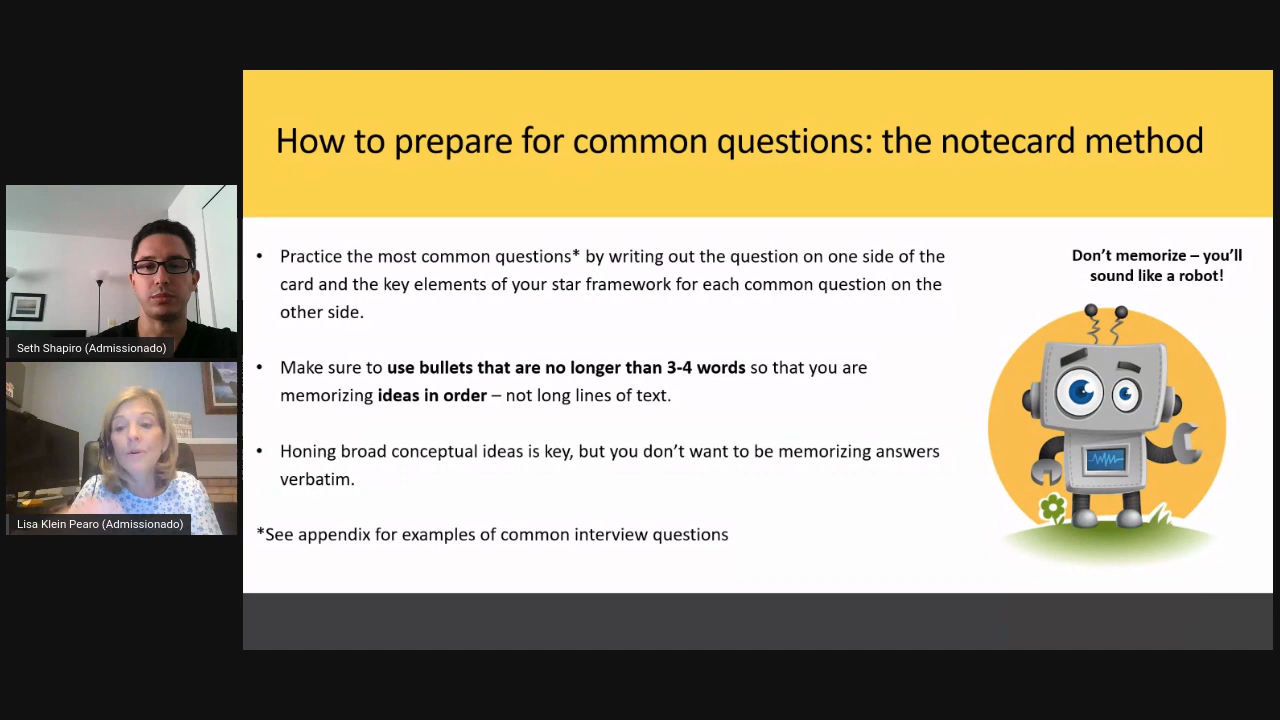 How to prepare for common questions: the notecard method
• Practice the most common questions* by writing out the question on one side of the
card and the key elements of your star framework for each common question on the
other side.
• Make sure to use bullets that are no longer than 3-4 words so that you are
memorizing ideas in order – not long lines of text.
• Honing broad conceptual ideas is key, but you don’t want to be memorizing answers
verbatim.
*See appendix for examples of common interview questions
Don’t memorize – you’ll
sound like a robot!
Seth Shapiro (Admissionado)
Lisa Klein Pearo (Admissionado)